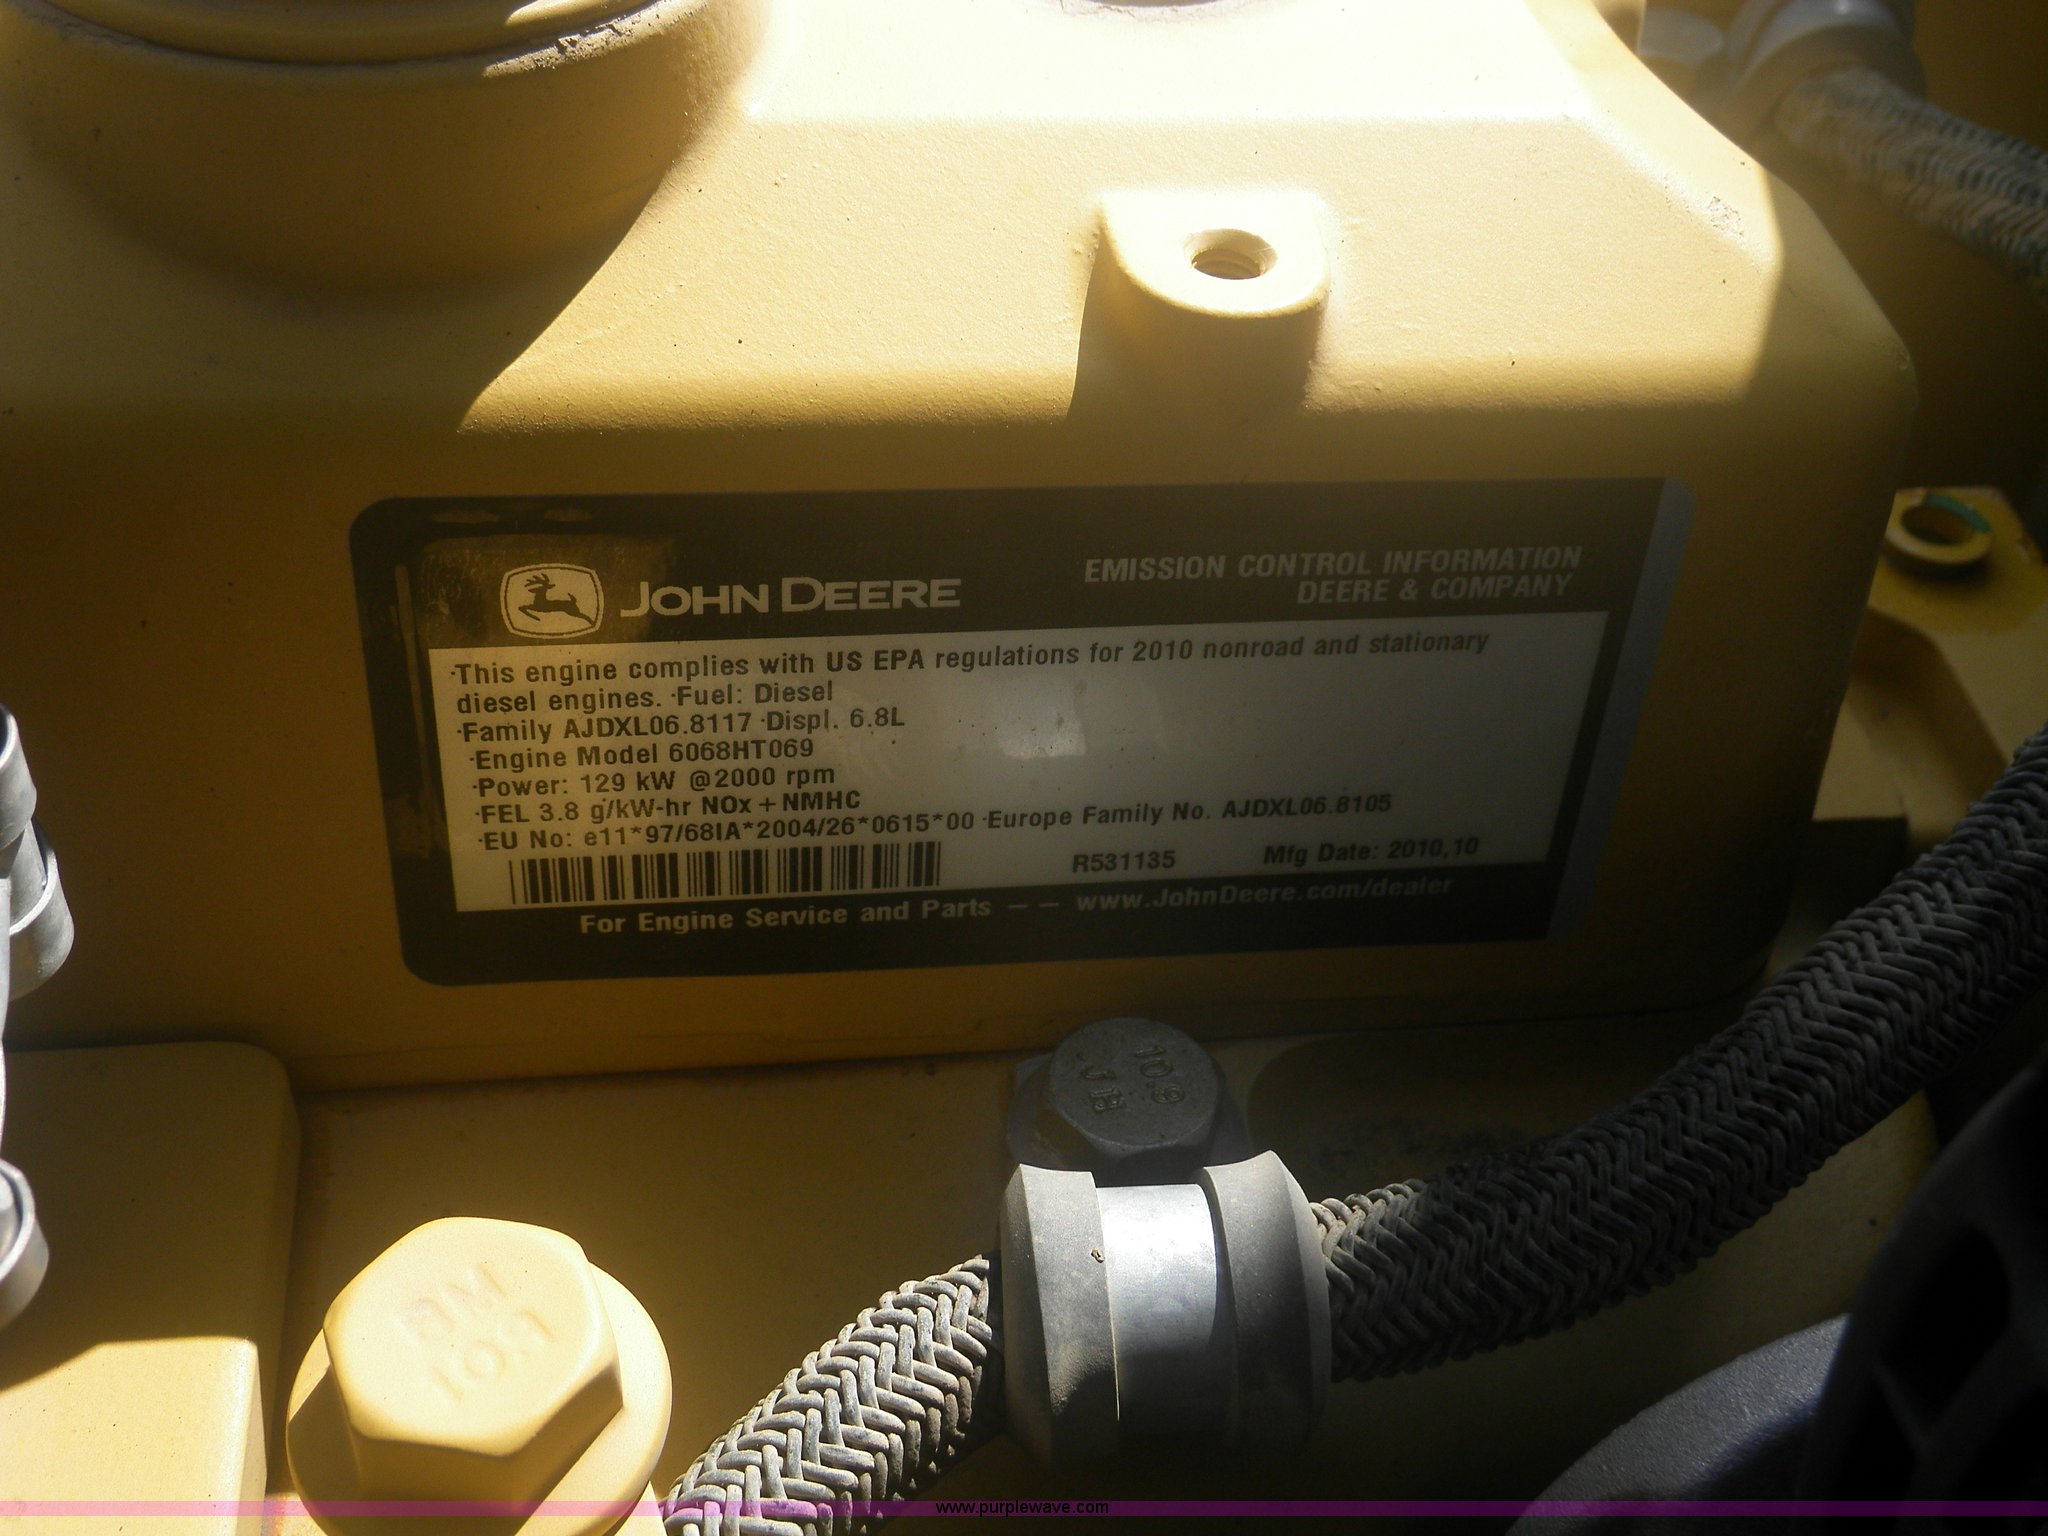 JOHN DEERE
EMISSION CONTROL INFORMATION
DEERE & COMPANY
·This engine complies with US EPA regulations for 2010 nonroad and stationary
diesel engines. ·Fuel: Diesel
·Family AJDXL06.8117 ·Displ. 6.8L
·Engine Model 6068HT069
·Power: 129 kW @2000 rpm
·FEL 3.8 g/kW-hr NOx + NMHC
·EU No: e11*97/68IA*2004/26*0615*00 ·Europe Family No. AJDXL06.8105
R531135 Mfg Date: 2010,10
For Engine Service and Parts – – www.JohnDeere.com/dealer
10.9
www.purplewave.com